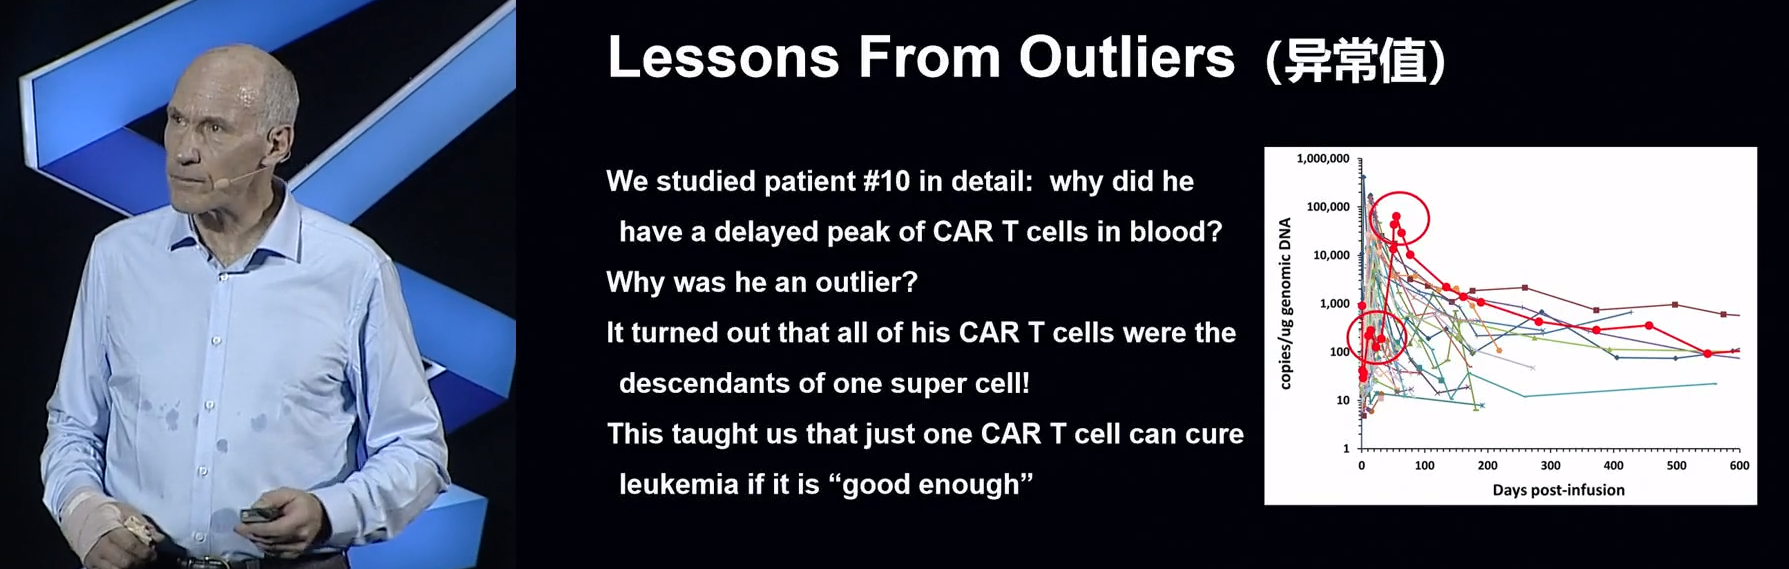 Lessons From Outliers (异常值)
We studied patient #10 in detail: why did he
have a delayed peak of CAR T cells in blood?
Why was he an outlier?
It turned out that all of his CAR T cells were the
descendants of one super cell!
This taught us that just one CAR T cell can cure
leukemia if it is “good enough”
copies/ug genomic DNA
1,000,000
100,000
10,000
1,000
100
10
1
0 100 200 300 400 500 600
Days post-infusion